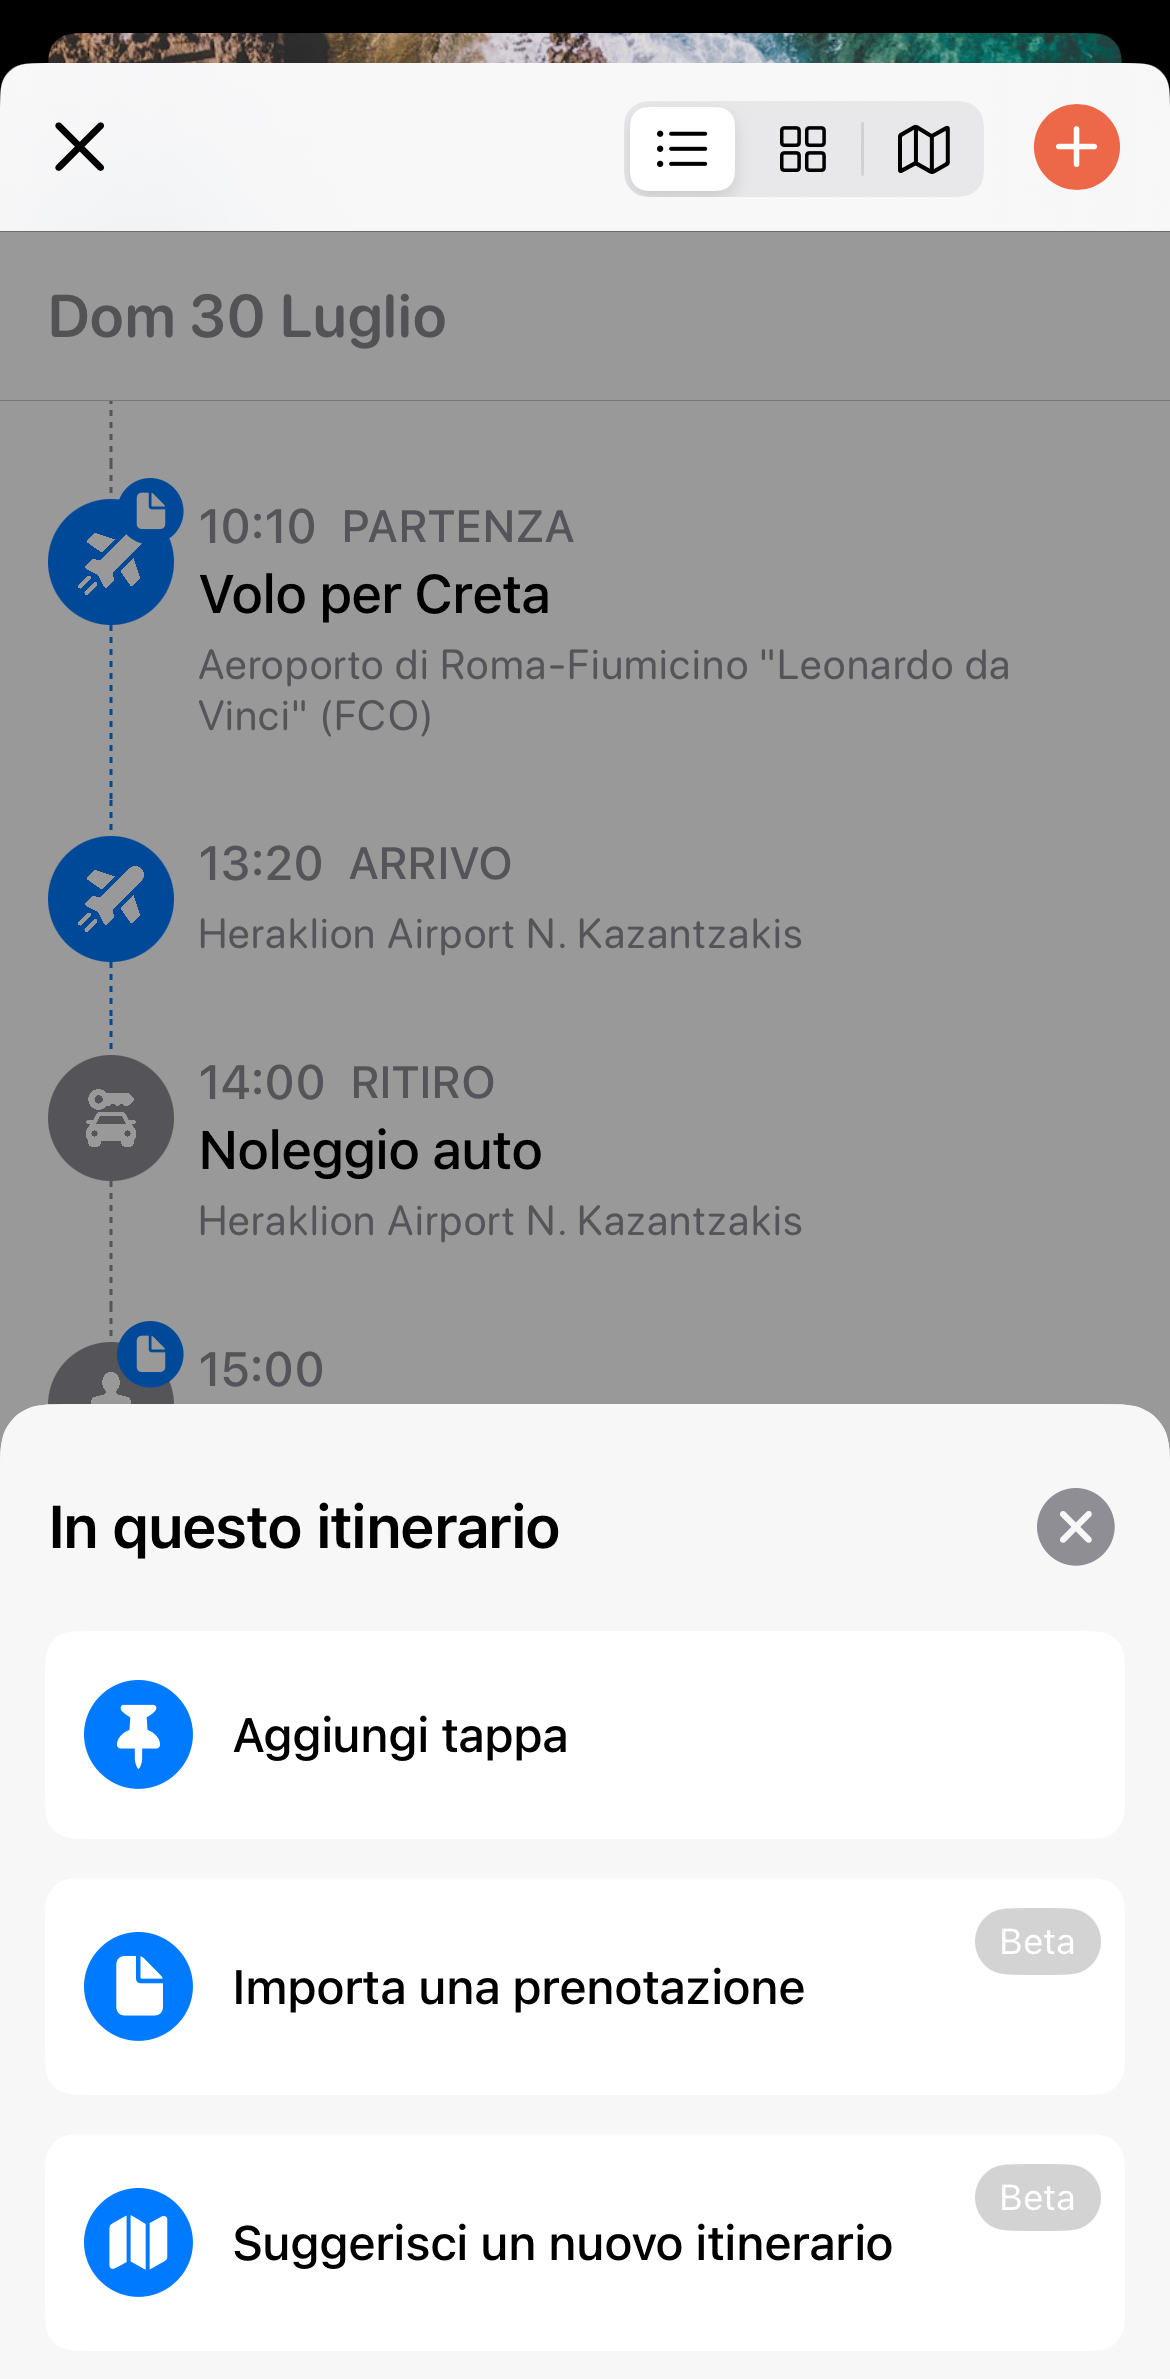 Dom 30 Luglio
10:10 PARTENZA
Volo per Creta
Aeroporto di Roma-Fiumicino "Leonardo da
Vinci" (FCO)
13:20 ARRIVO
Heraklion Airport N. Kazantzakis
14:00 RITIRO
Noleggio auto
Heraklion Airport N. Kazantzakis
15:00
In questo itinerario
Aggiungi tappa
Beta
Importa una prenotazione
Beta
Suggerisci un nuovo itinerario